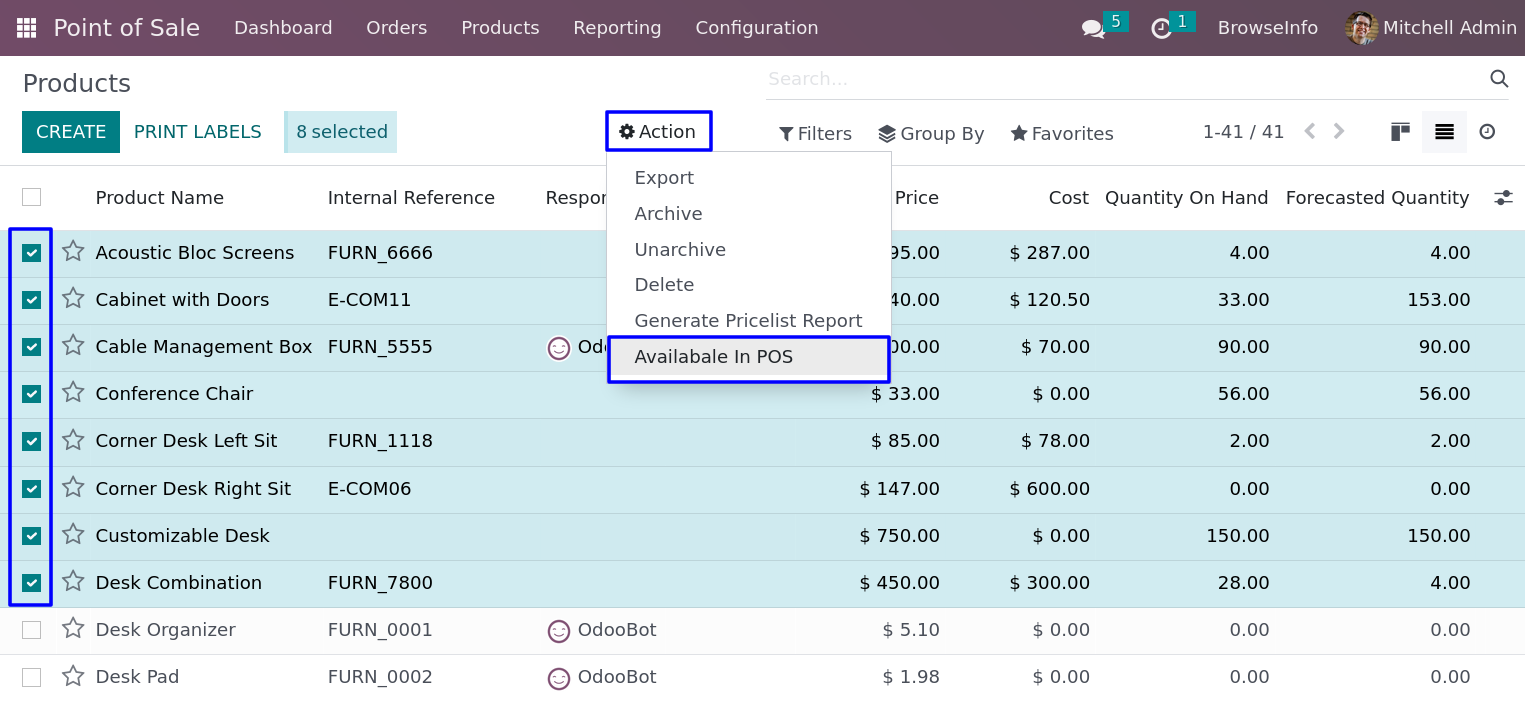 Point of Sale Dashboard Orders Products Reporting Configuration 5 1 BrowseInfo Mitchell Admin
Products Search...
CREATE PRINT LABELS 8 selected Action Filters Group By Favorites 1-41 / 41
Export
Archive
Unarchive
Delete
Generate Pricelist Report
Availabale In POS
Product Name Internal Reference Price Cost Quantity On Hand Forecasted Quantity
Acoustic Bloc Screens FURN_6666 95.00 $ 287.00 4.00 4.00
Cabinet with Doors E-COM11 40.00 $ 120.50 33.00 153.00
Cable Management Box FURN_5555 00.00 $ 70.00 90.00 90.00
Conference Chair $ 33.00 $ 0.00 56.00 56.00
Corner Desk Left Sit FURN_1118 $ 85.00 $ 78.00 2.00 2.00
Corner Desk Right Sit E-COM06 $ 147.00 $ 600.00 0.00 0.00
Customizable Desk $ 750.00 $ 0.00 150.00 150.00
Desk Combination FURN_7800 $ 450.00 $ 300.00 28.00 4.00
Desk Organizer FURN_0001 OdooBot $ 5.10 $ 0.00 0.00 0.00
Desk Pad FURN_0002 OdooBot $ 1.98 $ 0.00 0.00 0.00